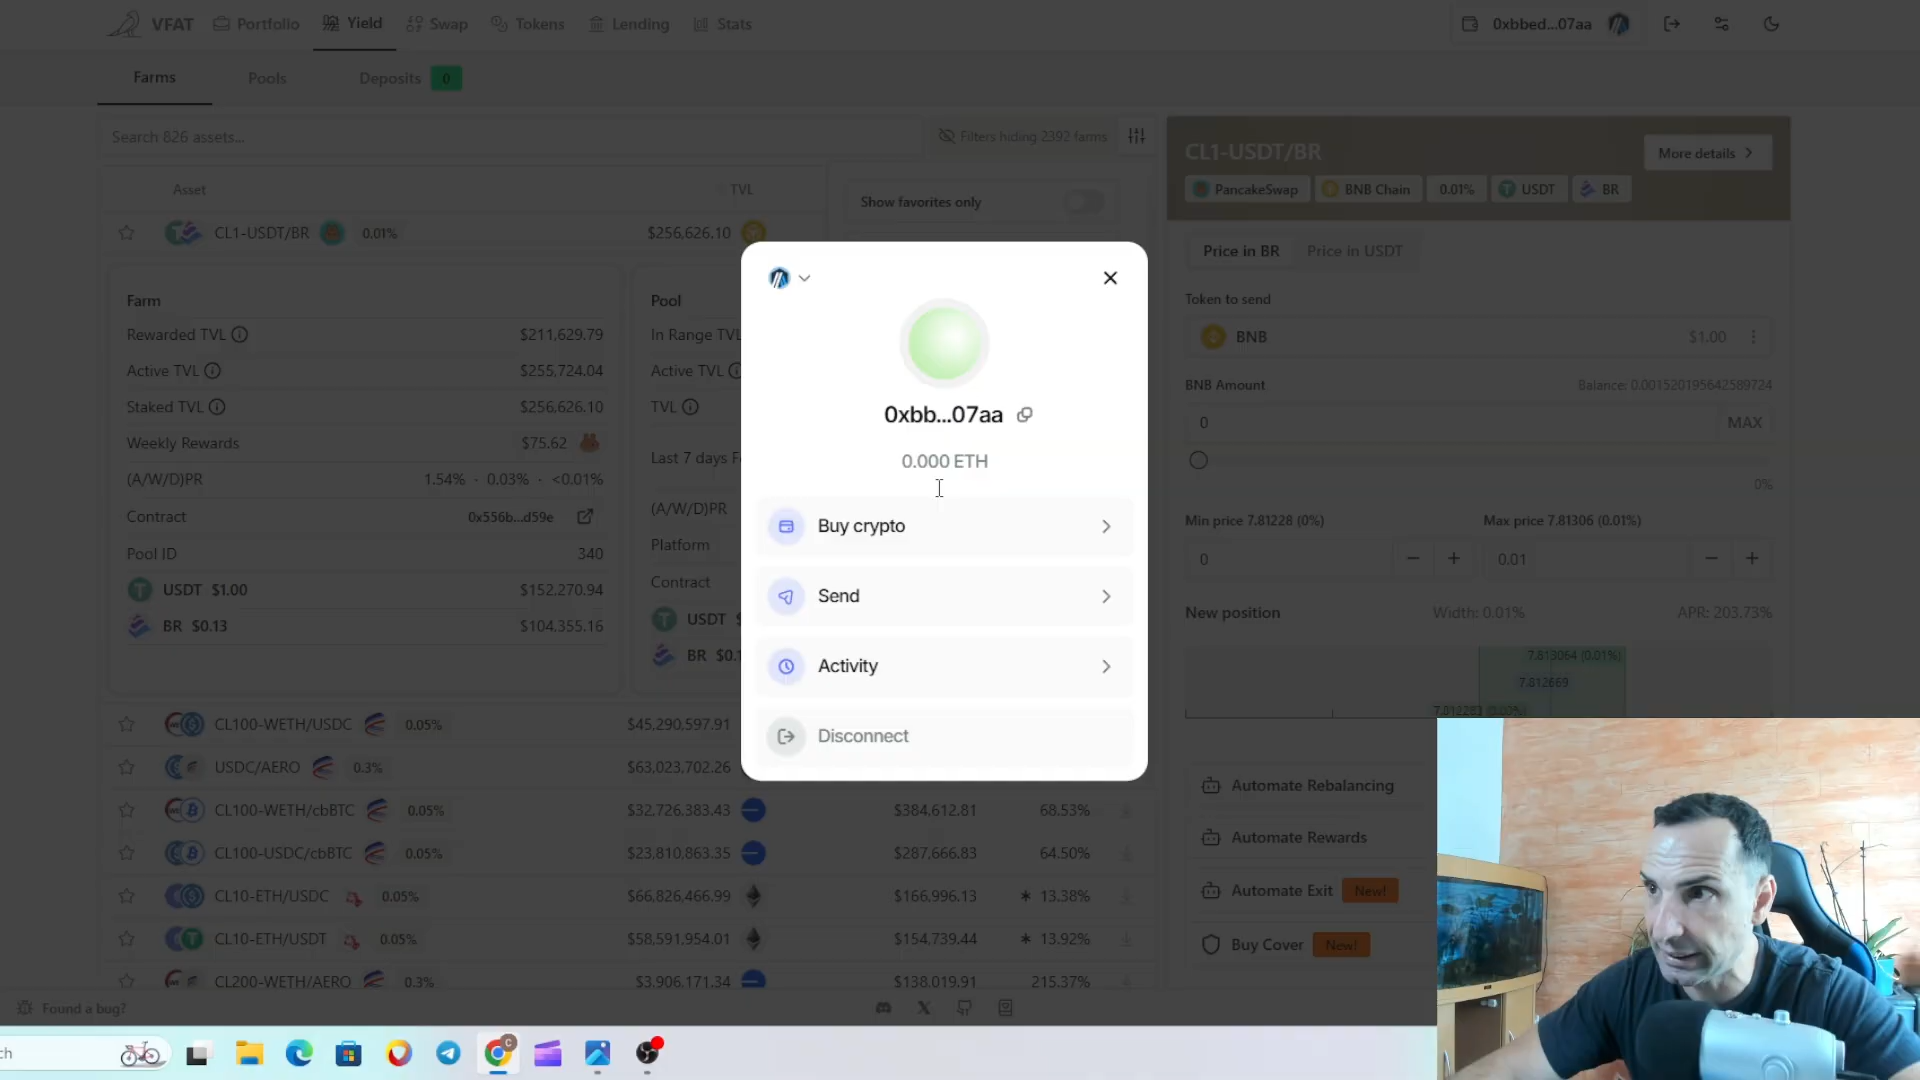 VFAT Portfolio Yield Swap Tokens Lending Stats 0xbbed...07aa
Farms Pools Deposits 0
Search 826 assets... Filters hiding 2392 farms
Asset TVL
Show favorites only
CL1-USDT/BR 0.01% $256,626.10
Farm
Rewarded TVL $211,629.79
Active TVL $255,724.04
Staked TVL $256,626.10
Weekly Rewards $75.62
(A/W/D)PR 1.54% · 0.03% · <0.01%
Contract 0x556b...d59e
Pool ID 340
USDT $1.00 $152,270.94
BR $0.13 $104,355.16
Pool
In Range TVL
Active TVL
TVL
Last 7 days
(A/W/D)PR
Platform
Contract
USDT
BR
0xbb...07aa
0.000 ETH
Buy crypto
Send
Activity
Disconnect
CL100-WETH/USDC 0.05% $45,290,597.91
USDC/AERO 0.3% $63,023,702.26
CL100-WETH/cbBTC 0.05% $32,726,383.43 $384,612.81 68.53%
CL100-USDC/cbBTC 0.05% $23,810,863.35 $287,666.83 64.50%
CL10-ETH/USDC 0.05% $66,826,466.99 $166,996.13 * 13.38%
CL10-ETH/USDT 0.05% $58,591,954.01 $154,739.44 * 13.92%
CL200-WETH/AERO 0.3% $3,906,171.34 $138,019.91 215.37%
CL1-USDT/BR More details
PancakeSwap BNB Chain 0.01% USDT BR
Price in BR Price in USDT
Token to send
BNB $1.00
BNB Amount Balance: 0.001520195642589724
0 MAX
0%
Min price 7.81228 (0%) Max price 7.81306 (0.01%)
0 − + 0.01 − +
New position Width: 0.01% APR: 203.73%
7.813064 (0.01%)
7.812669
Automate Rebalancing
Automate Rewards
Automate Exit New!
Buy Cover New!
Found a bug?
ch
C